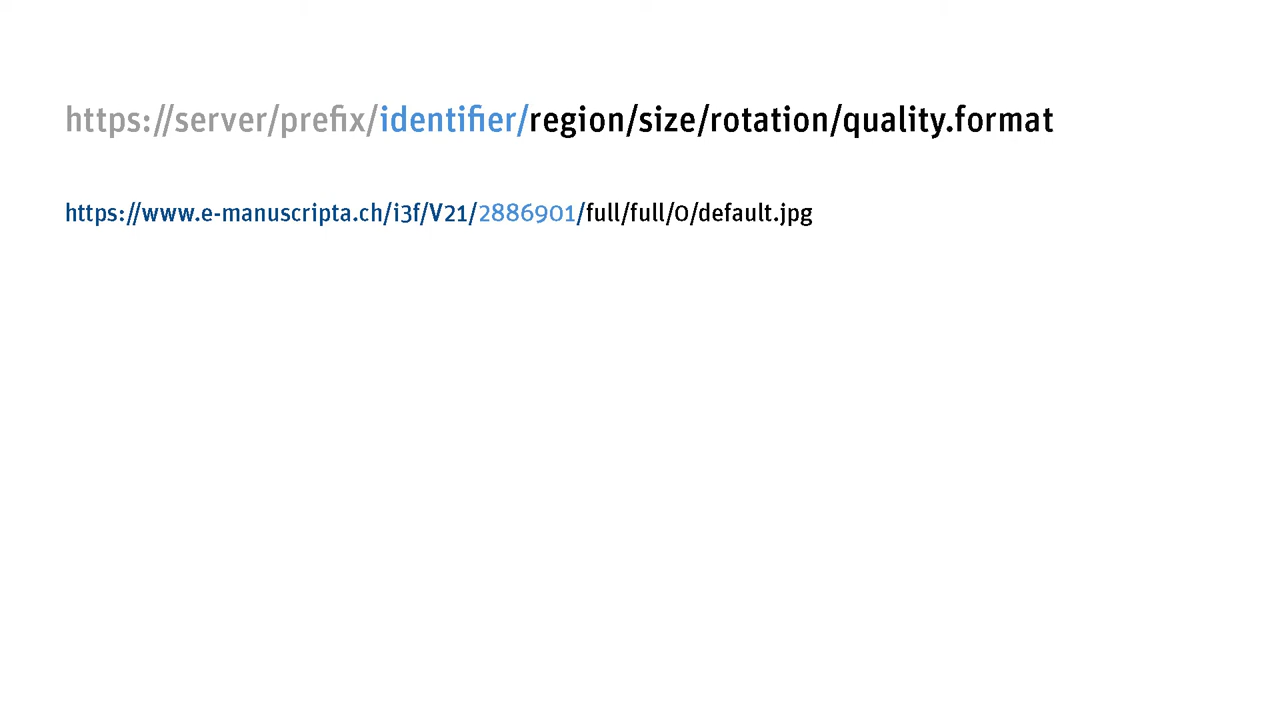 https://server/prefix/identifier/region/size/rotation/quality.format
https://www.e-manuscripta.ch/i3f/V21/2886901/full/full/0/default.jpg